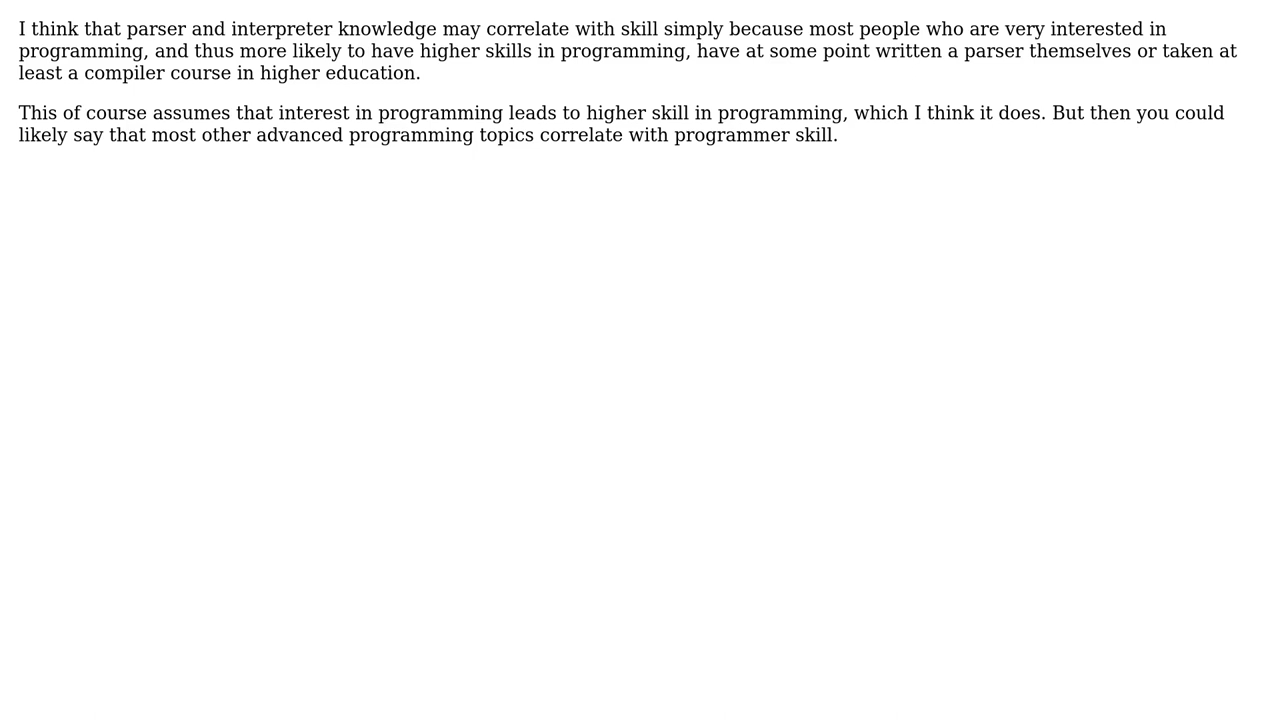 I think that parser and interpreter knowledge may correlate with skill simply because most people who are very interested in
programming, and thus more likely to have higher skills in programming, have at some point written a parser themselves or taken at
least a compiler course in higher education.
This of course assumes that interest in programming leads to higher skill in programming, which I think it does. But then you could
likely say that most other advanced programming topics correlate with programmer skill.